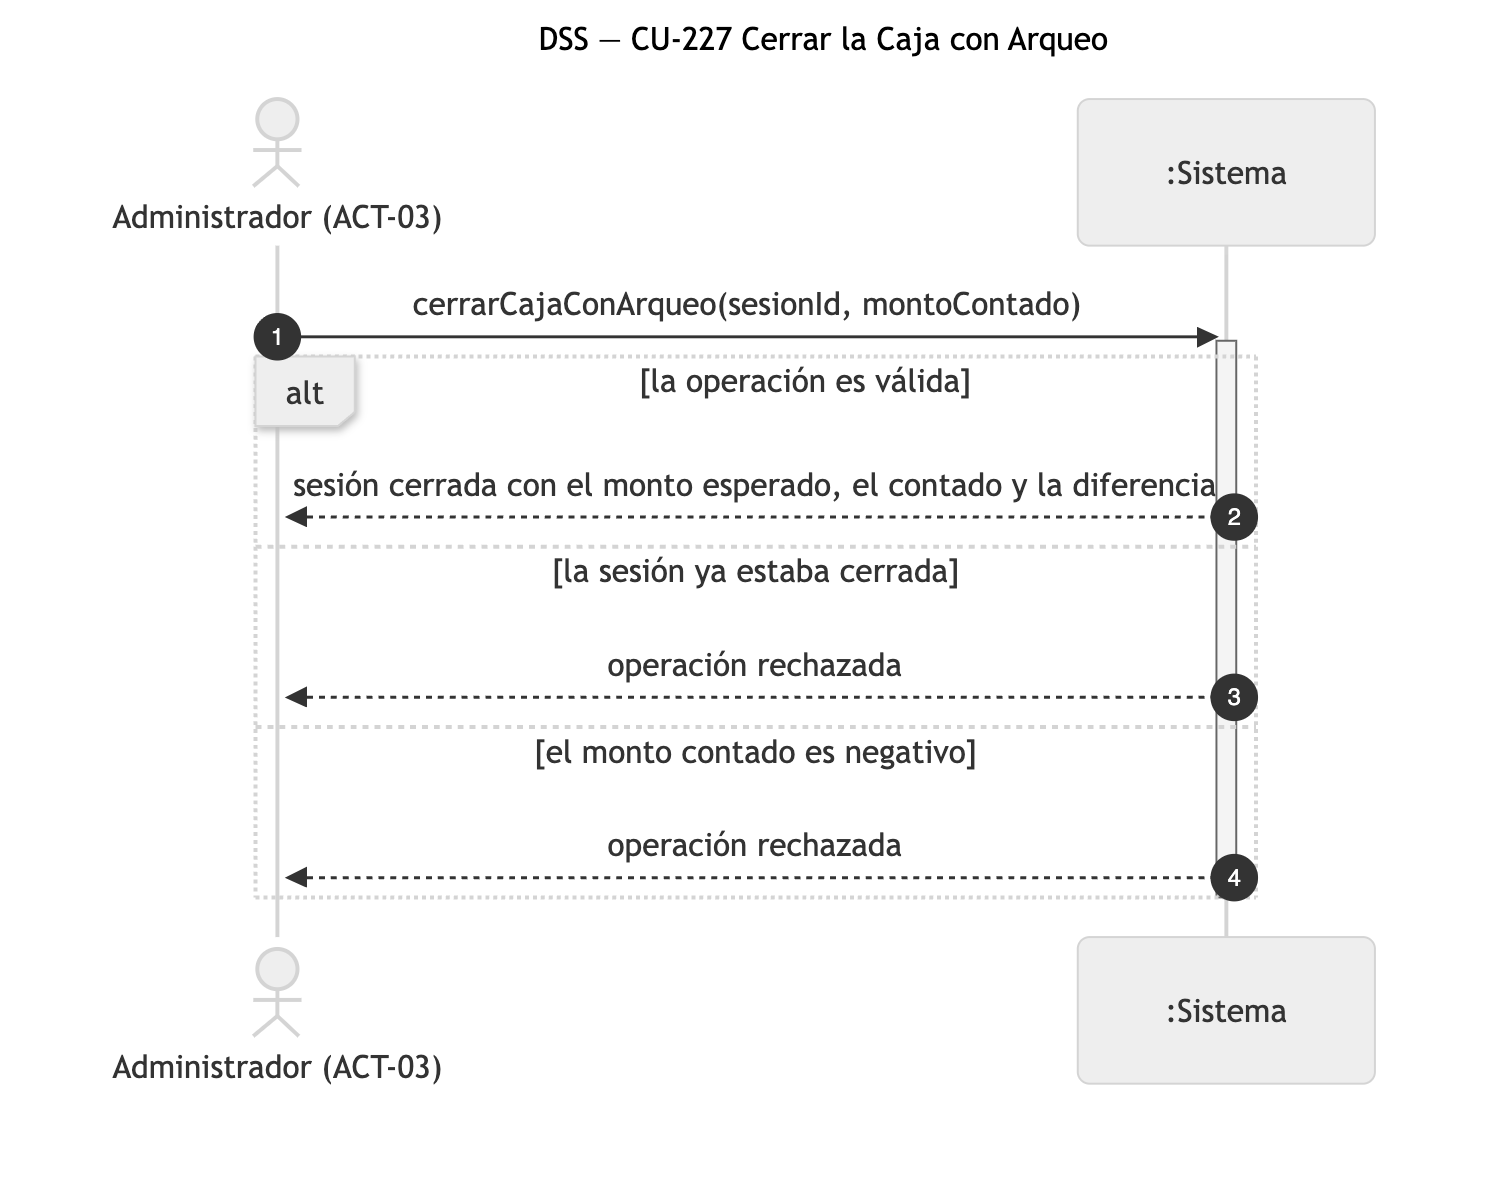 DSS — CU-227 Cerrar la Caja con Arqueo
Administrador (ACT-03)
:Sistema
cerrarCajaConArqueo(sesionId, montoContado)
1
alt
[la operación es válida]
sesión cerrada con el monto esperado, el contado y la diferencia
2
[la sesión ya estaba cerrada]
operación rechazada
3
[el monto contado es negativo]
operación rechazada
4
Administrador (ACT-03)
:Sistema